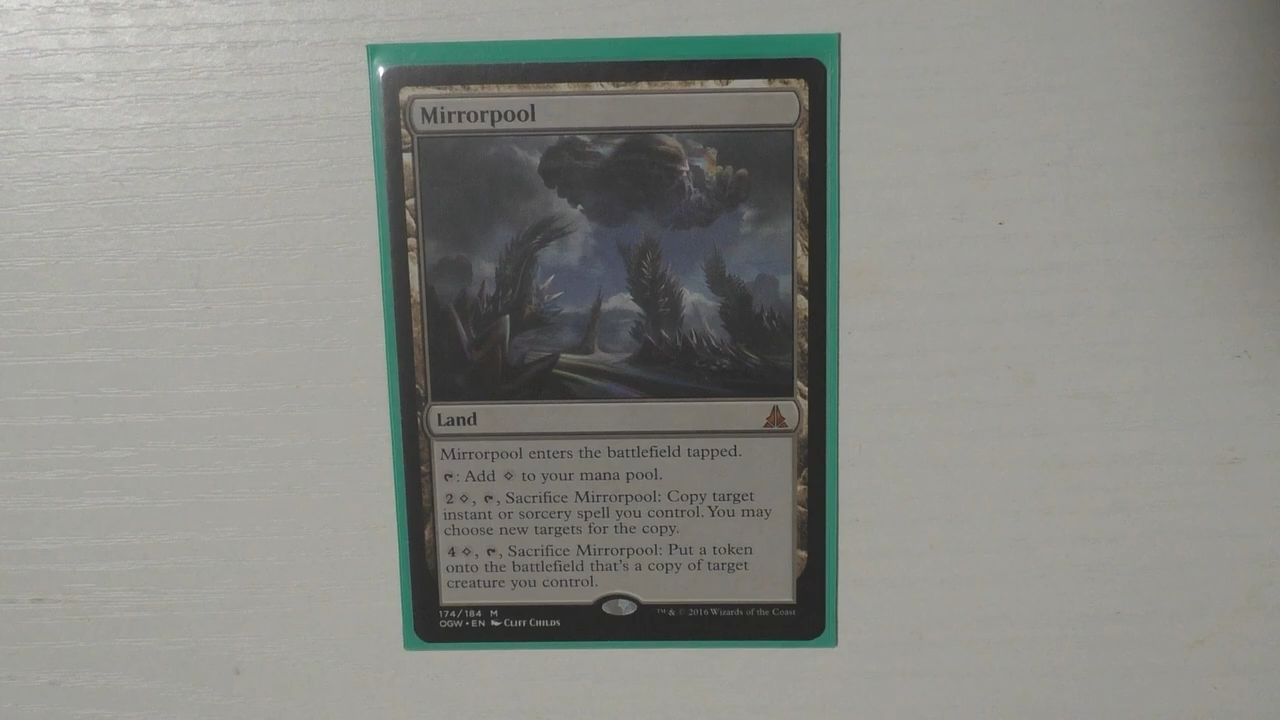 Mirrorpool
Land
Mirrorpool enters the battlefield tapped.
: Add to your mana pool.
2 , , Sacrifice Mirrorpool: Copy target
instant or sorcery spell you control. You may
choose new targets for the copy.
4 , , Sacrifice Mirrorpool: Put a token
onto the battlefield that's a copy of target
creature you control.
174/184 M
OGW • EN Cliff Childs
™ & © 2016 Wizards of the Coast